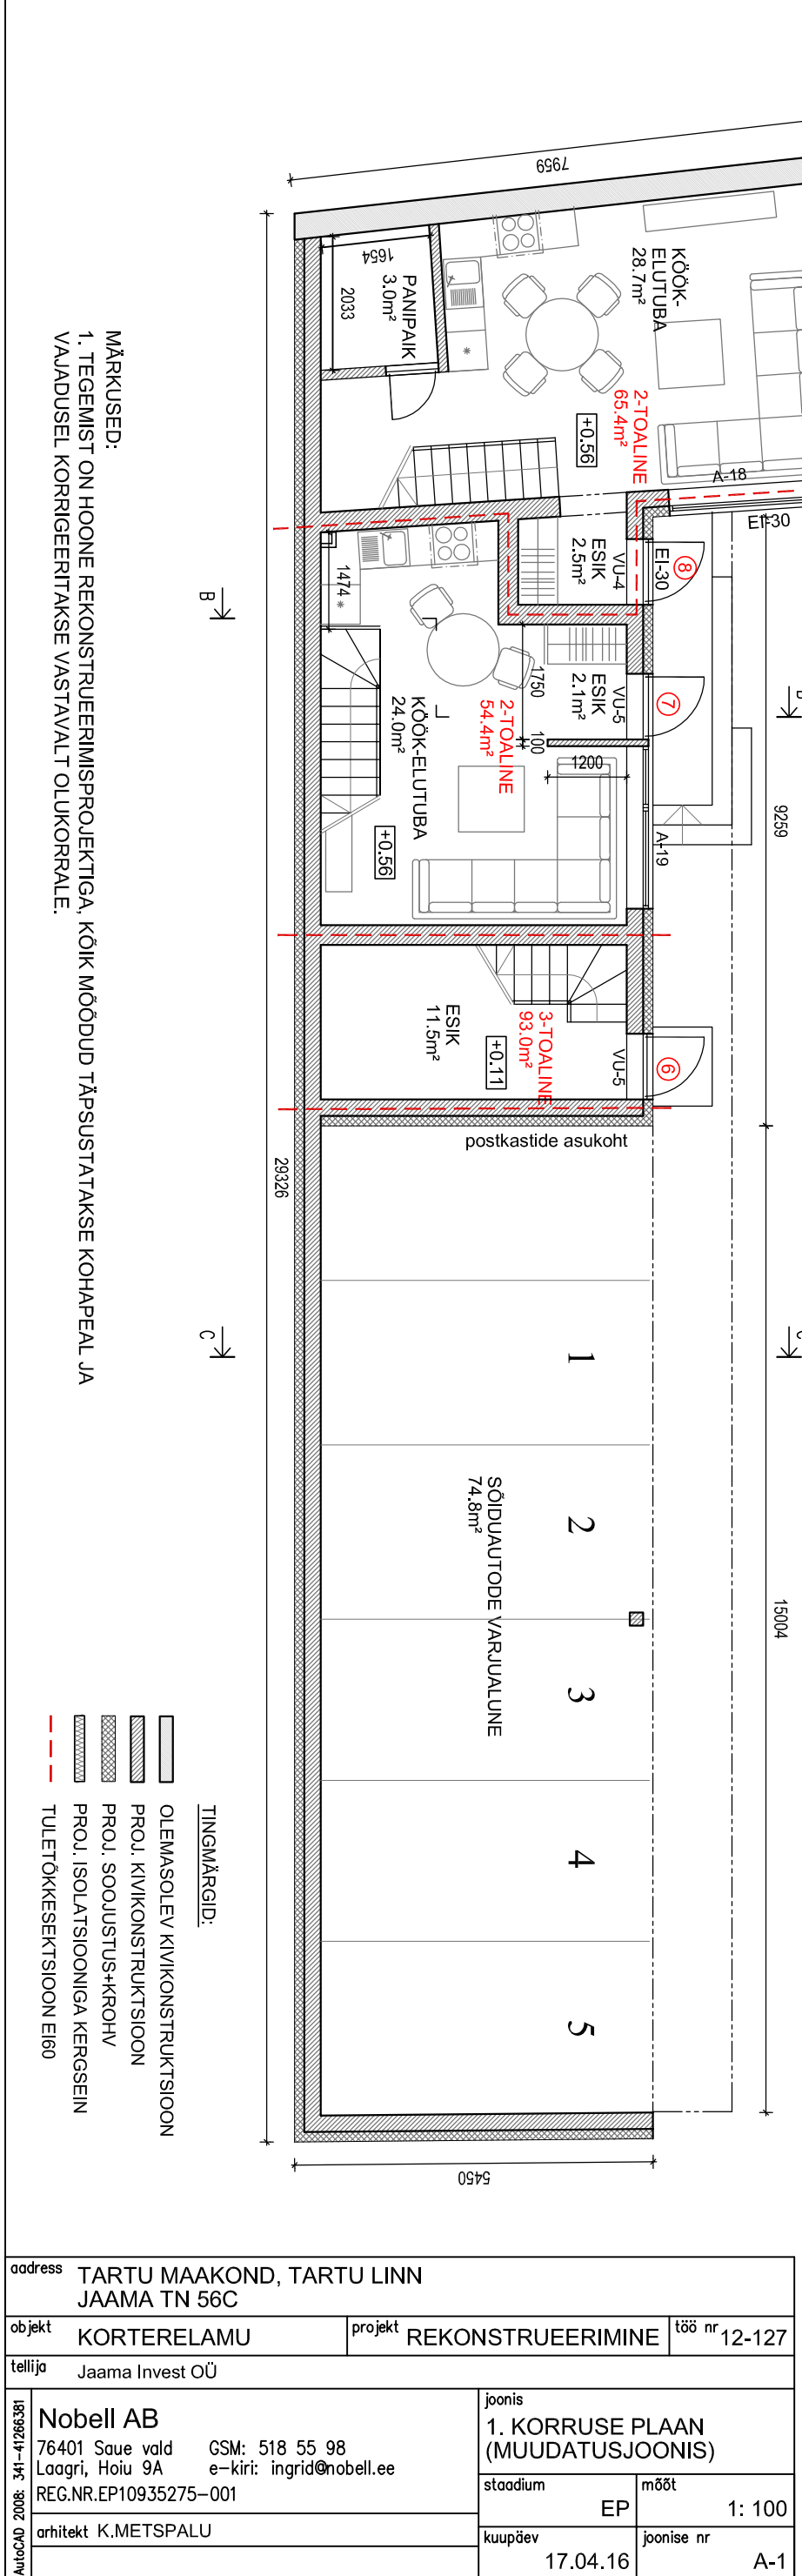 7959
1654
2033
PANIPAIK
3.0m²
KÖÖK-
ELUTUBA
28.7m²
*
2-TOALINE
65.4m²
+0.56
A-18
EI-30
ESIK
2.5m²
VU-4
EI-30
8
1474
*
B
ESIK
2.1m²
VU-5
7
1750
100
1200
KÖÖK-ELUTUBA
24.0m²
2-TOALINE
54.4m²
+0.56
A-19
9259
ESIK
11.5m²
3-TOALINE
93.0m²
+0.11
VU-5
6
postkastide asukoht
29326
C
1
2
3
4
5
SÕIDUAUTODE VARJUALUNE
74.8m²
15004
5450
MÄRKUSED:
1. TEGEMIST ON HOONE REKONSTRUEERIMISPROJEKTIGA, KÕIK MÕÕDUD TÄPSUSTATAKSE KOHAPEAL JA
VAJADUSEL KORRIGEERITAKSE VASTAVALT OLUKORRALE.
TINGMÄRGID:
OLEMASOLEV KIVIKONSTRUKTSIOON
PROJ. KIVIKONSTRUKTSIOON
PROJ. SOOJUSTUS+KROHV
PROJ. ISOLATSIOONIGA KERGSEIN
TULETÕKKESEKTSIOON EI60
aadress TARTU MAAKOND, TARTU LINN
JAAMA TN 56C
objekt KORTERELAMU
projekt REKONSTRUEERIMINE
töö nr 12-127
tellija Jaama Invest OÜ
AutoCAD 2008: 341-41266381
Nobell AB
76401 Saue vald GSM: 518 55 98
Laagri, Hoiu 9A e-kiri: ingrid@nobell.ee
REG.NR.EP10935275-001
arhitekt K.METSPALU
joonis
1. KORRUSE PLAAN
(MUUDATUSJOONIS)
staadium EP
mõõt 1: 100
kuupäev 17.04.16
joonise nr A-1